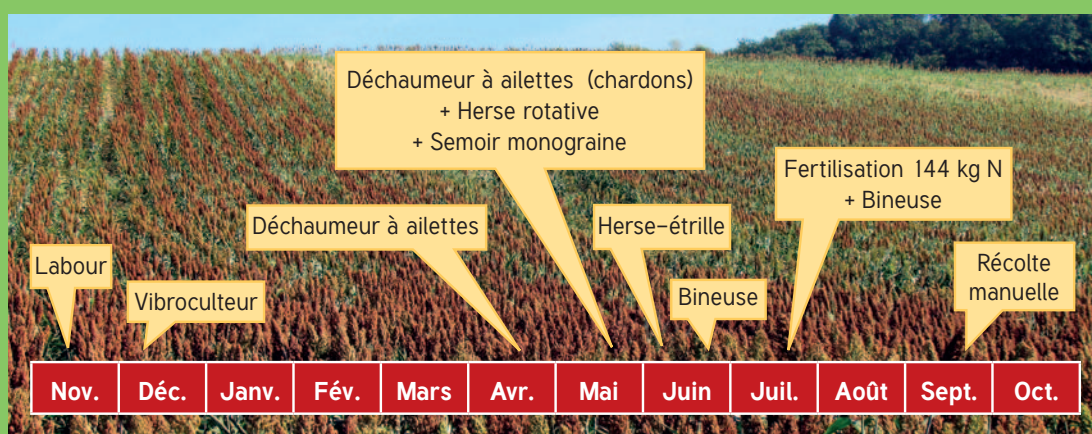 Déchaumeur à ailettes (chardons)
+ Herse rotative
+ Semoir monograine
Fertilisation 144 kg N
+ Bineuse
Déchaumeur à ailettes
Herse-étrille
Labour
Vibroculteur
Bineuse
Récolte
manuelle
Nov. Déc. Janv. Fév. Mars Avr. Mai Juin Juil. Août Sept. Oct.